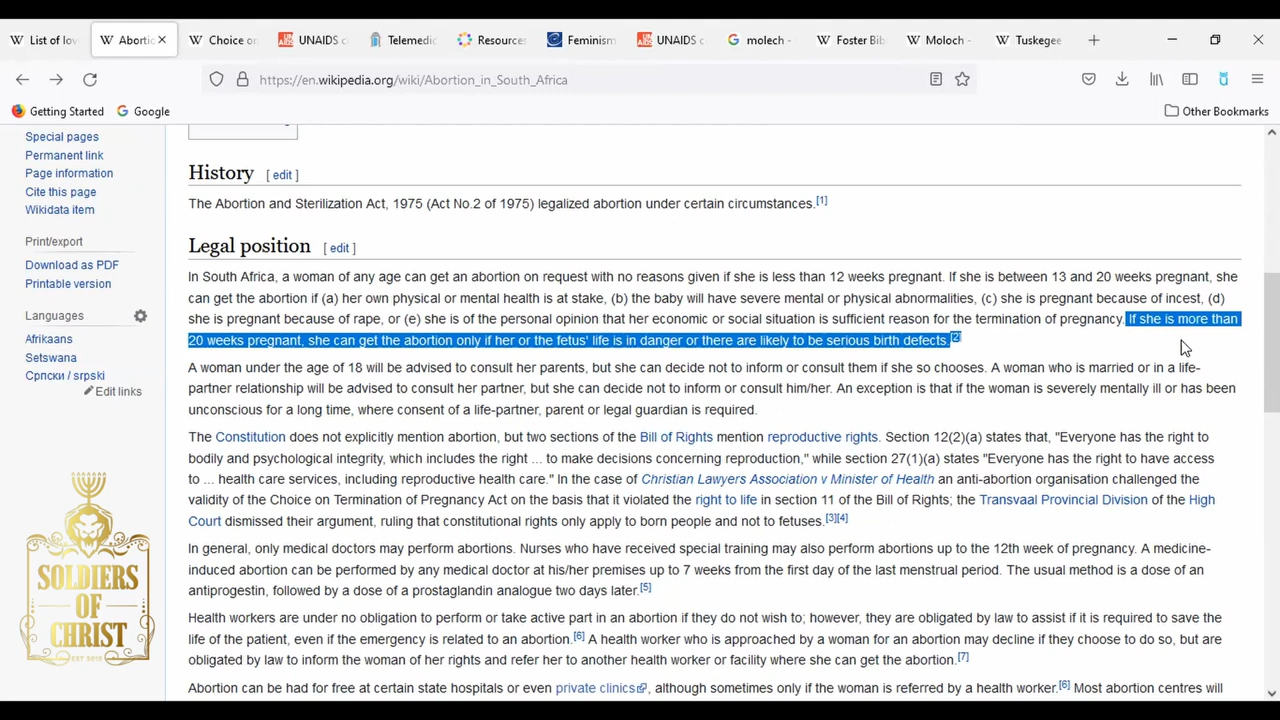 List of lov
Abortic
Choice on
UNAIDS c
Telemedic
Resources
Feminism
UNAIDS c
molech -
Foster Bib
Moloch -
Tuskegee
https://en.wikipedia.org/wiki/Abortion_in_South_Africa
Getting Started
Google
Other Bookmarks
Special pages
Permanent link
Page information
Cite this page
Wikidata item
Print/export
Download as PDF
Printable version
Languages
Afrikaans
Setswana
Српски / srpski
Edit links
SOLDIERS
OF
CHRIST
History [ edit ]
The Abortion and Sterilization Act, 1975 (Act No.2 of 1975) legalized abortion under certain circumstances.[1]
Legal position [ edit ]
In South Africa, a woman of any age can get an abortion on request with no reasons given if she is less than 12 weeks pregnant. If she is between 13 and 20 weeks pregnant, she
can get the abortion if (a) her own physical or mental health is at stake, (b) the baby will have severe mental or physical abnormalities, (c) she is pregnant because of incest, (d)
she is pregnant because of rape, or (e) she is of the personal opinion that her economic or social situation is sufficient reason for the termination of pregnancy. If she is more than
20 weeks pregnant, she can get the abortion only if her or the fetus' life is in danger or there are likely to be serious birth defects.[2]
A woman under the age of 18 will be advised to consult her parents, but she can decide not to inform or consult them if she so chooses. A woman who is married or in a life-
partner relationship will be advised to consult her partner, but she can decide not to inform or consult him/her. An exception is that if the woman is severely mentally ill or has been
unconscious for a long time, where consent of a life-partner, parent or legal guardian is required.
The Constitution does not explicitly mention abortion, but two sections of the Bill of Rights mention reproductive rights. Section 12(2)(a) states that, "Everyone has the right to
bodily and psychological integrity, which includes the right ... to make decisions concerning reproduction," while section 27(1)(a) states "Everyone has the right to have access
to ... health care services, including reproductive health care." In the case of Christian Lawyers Association v Minister of Health an anti-abortion organisation challenged the
validity of the Choice on Termination of Pregnancy Act on the basis that it violated the right to life in section 11 of the Bill of Rights; the Transvaal Provincial Division of the High
Court dismissed their argument, ruling that constitutional rights only apply to born people and not to fetuses.[3][4]
In general, only medical doctors may perform abortions. Nurses who have received special training may also perform abortions up to the 12th week of pregnancy. A medicine-
induced abortion can be performed by any medical doctor at his/her premises up to 7 weeks from the first day of the last menstrual period. The usual method is a dose of an
antiprogestin, followed by a dose of a prostaglandin analogue two days later.[5]
Health workers are under no obligation to perform or take active part in an abortion if they do not wish to; however, they are obligated by law to assist if it is required to save the
life of the patient, even if the emergency is related to an abortion.[6] A health worker who is approached by a woman for an abortion may decline if they choose to do so, but are
obligated by law to inform the woman of her rights and refer her to another health worker or facility where she can get the abortion.[7]
Abortion can be had for free at certain state hospitals or even private clinics, although sometimes only if the woman is referred by a health worker.[6] Most abortion centres will